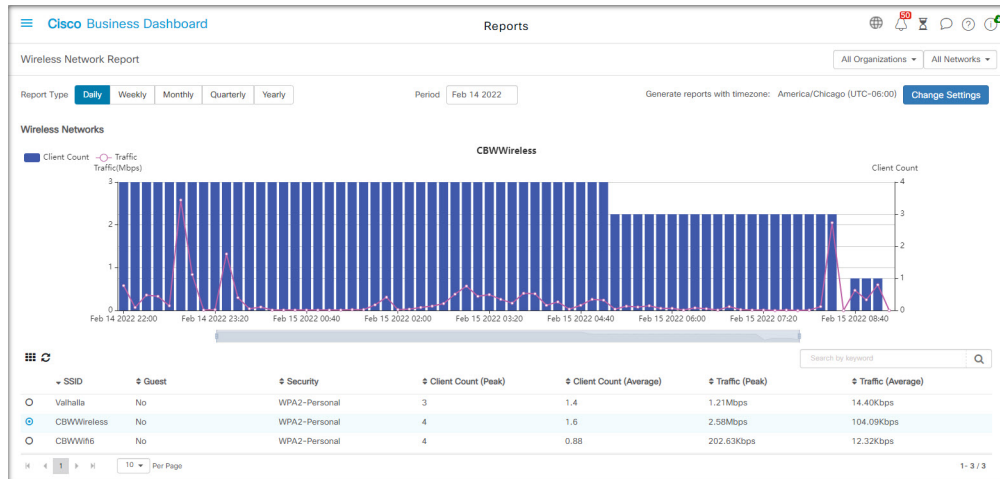 Cisco Business Dashboard
Reports
50
Wireless Network Report
All Organizations
All Networks
Report Type Daily Weekly Monthly Quarterly Yearly
Period Feb 14 2022
Generate reports with timezone: America/Chicago (UTC-06:00)
Change Settings
Wireless Networks
CBWWireless
Client Count Traffic
Traffic(Mbps)
Client Count
3 4
3
2
2
1
1
0 0
Feb 14 2022 22:00 Feb 14 2022 23:20 Feb 15 2022 00:40 Feb 15 2022 02:00 Feb 15 2022 03:20 Feb 15 2022 04:40 Feb 15 2022 06:00 Feb 15 2022 07:20 Feb 15 2022 08:40
Search by keyword
SSID Guest Security Client Count (Peak) Client Count (Average) Traffic (Peak) Traffic (Average)
Valhalla No WPA2-Personal 3 1.4 1.21Mbps 14.40Kbps
CBWWireless No WPA2-Personal 4 1.6 2.58Mbps 104.09Kbps
CBWWifi6 No WPA2-Personal 4 0.88 202.63Kbps 12.32Kbps
1 10 Per Page 1- 3 / 3